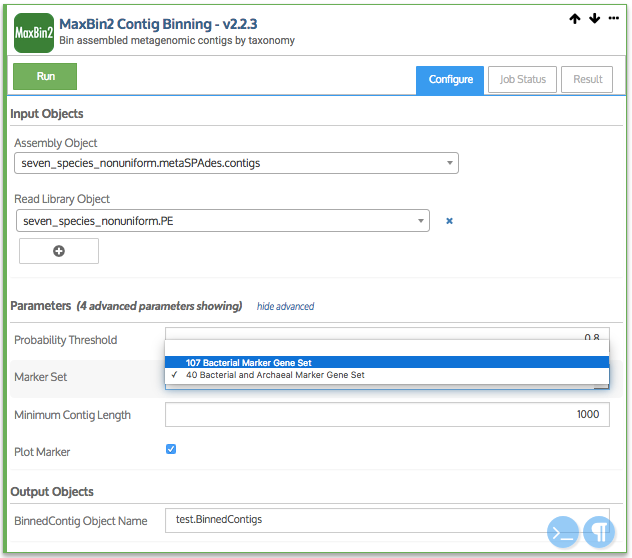 MaxBin2
MaxBin2 Contig Binning - v2.2.3
Bin assembled metagenomic contigs by taxonomy
Run
Configure
Job Status
Result
Input Objects
Assembly Object
seven_species_nonuniform.metaSPAdes.contigs
Read Library Object
seven_species_nonuniform.PE
Parameters (4 advanced parameters showing) hide advanced
Probability Threshold
0.8
107 Bacterial Marker Gene Set
Marker Set
✓ 40 Bacterial and Archaeal Marker Gene Set
Minimum Contig Length
1000
Plot Marker
Output Objects
BinnedContig Object Name
test.BinnedContigs